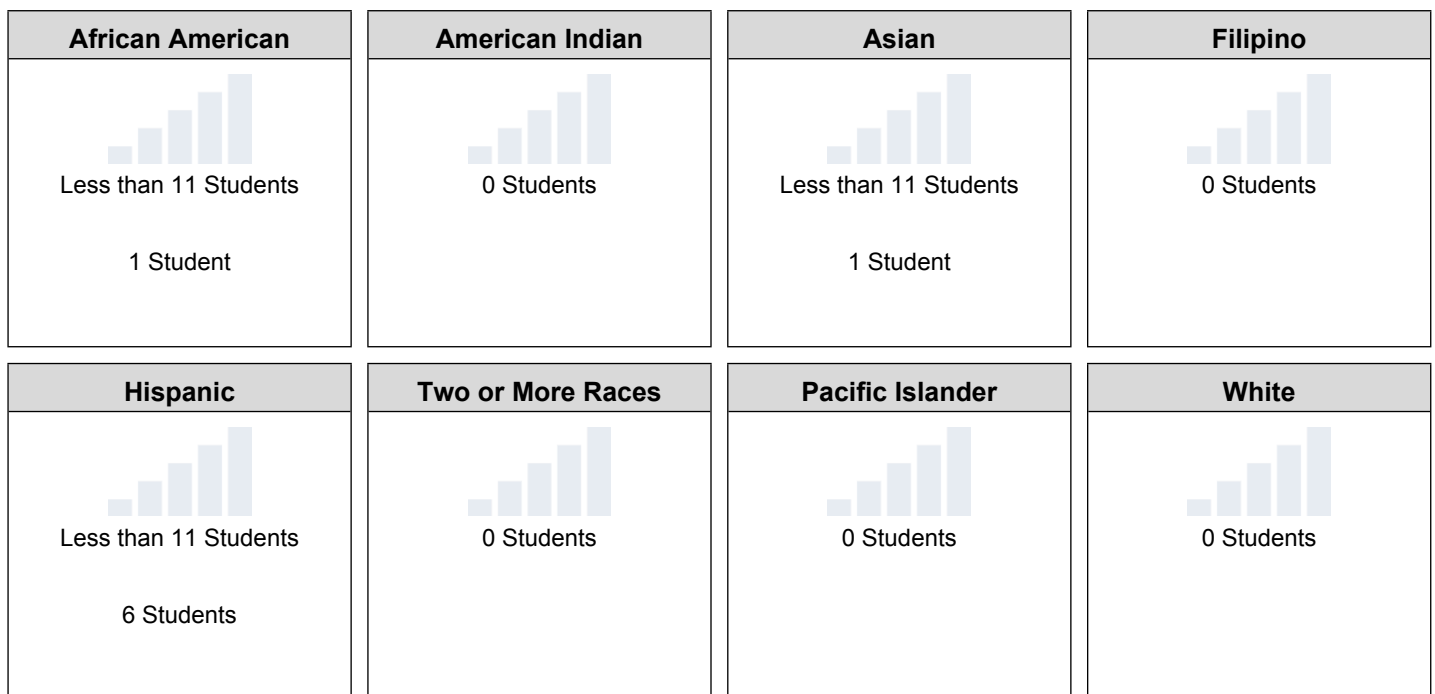 African American
American Indian
Asian
Filipino
Less than 11 Students
0 Students
Less than 11 Students
0 Students
1 Student
1 Student
Hispanic
Two or More Races
Pacific Islander
White
Less than 11 Students
0 Students
0 Students
0 Students
6 Students